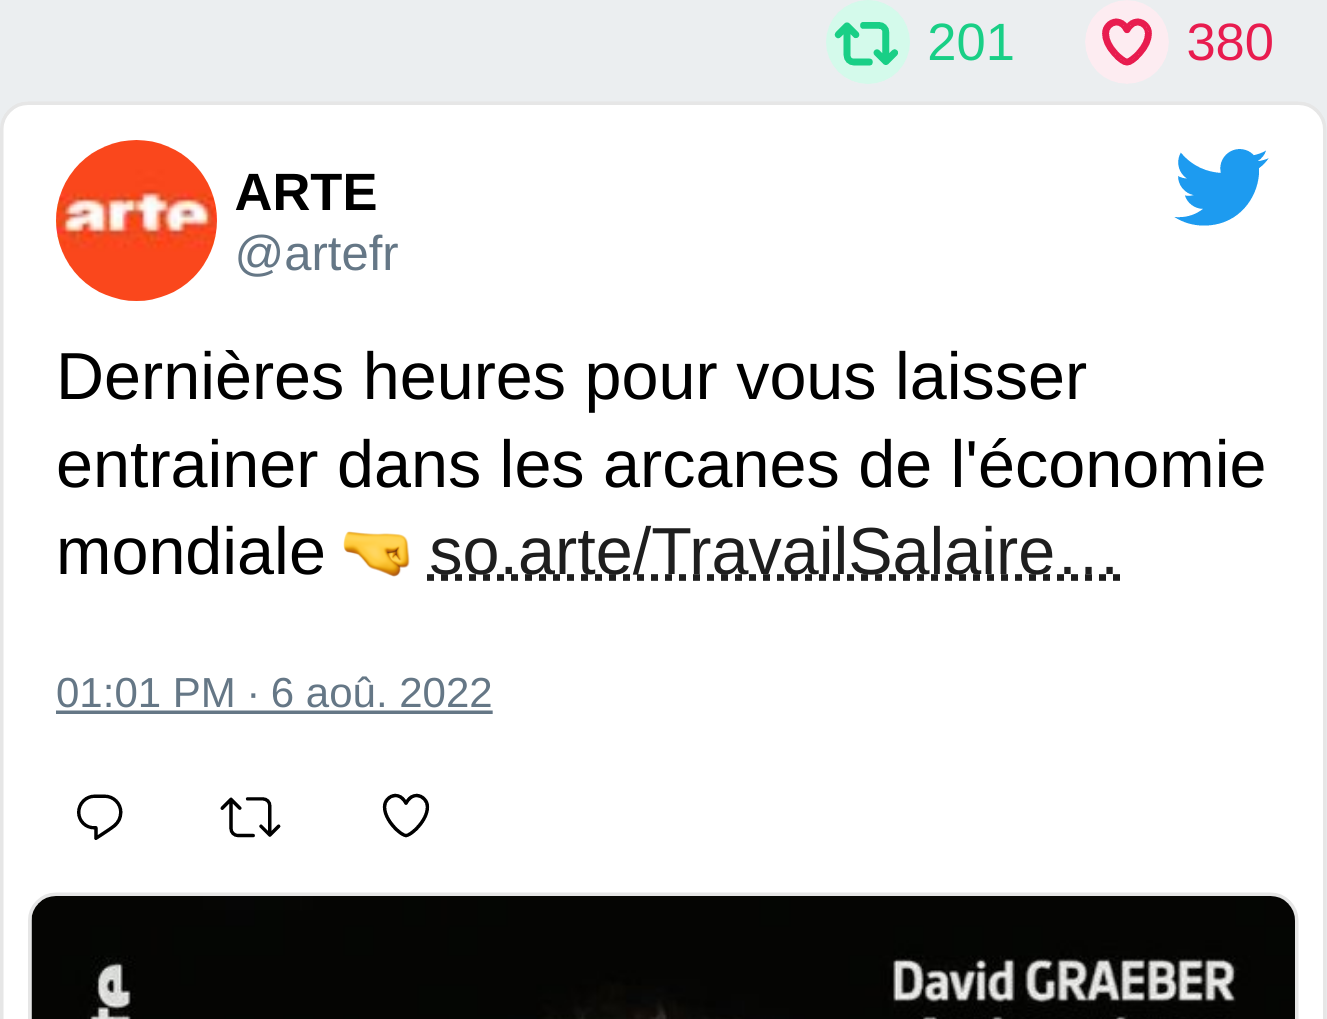 201 380
arte
ARTE
@artefr
Dernières heures pour vous laisser
entrainer dans les arcanes de l'économie
mondiale 🤜 so.arte/TravailSalaire…
01:01 PM · 6 aoû. 2022
David GRAEBER